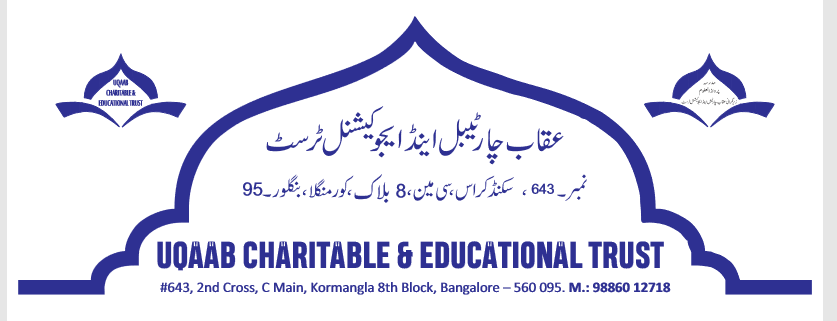 UQAAB
CHARITABLE &
EDUCATIONAL TRUST
عقاب چارٹیبل اینڈ ایجوکیشنل ٹرسٹ
نمبر۔ 643 ، سکنڈ کراس،سی مین، 8 بلاک،کورمنگلا،بنگلور۔95
UQAAB CHARITABLE & EDUCATIONAL TRUST
#643, 2nd Cross, C Main, Kormangla 8th Block, Bangalore – 560 095. M.: 98860 12718